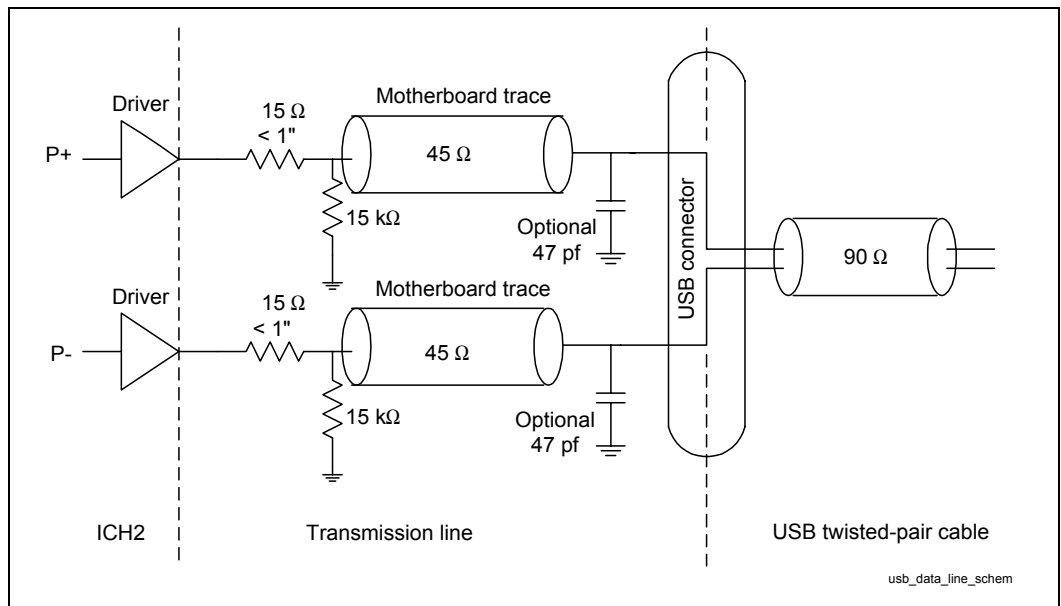 Driver
15 Ω
< 1"
Motherboard trace
P+
45 Ω
15 kΩ
Optional
47 pf
USB connector
90 Ω
Driver
15 Ω
< 1"
Motherboard trace
P-
45 Ω
15 kΩ
Optional
47 pf
ICH2
Transmission line
USB twisted-pair cable
usb_data_line_schem